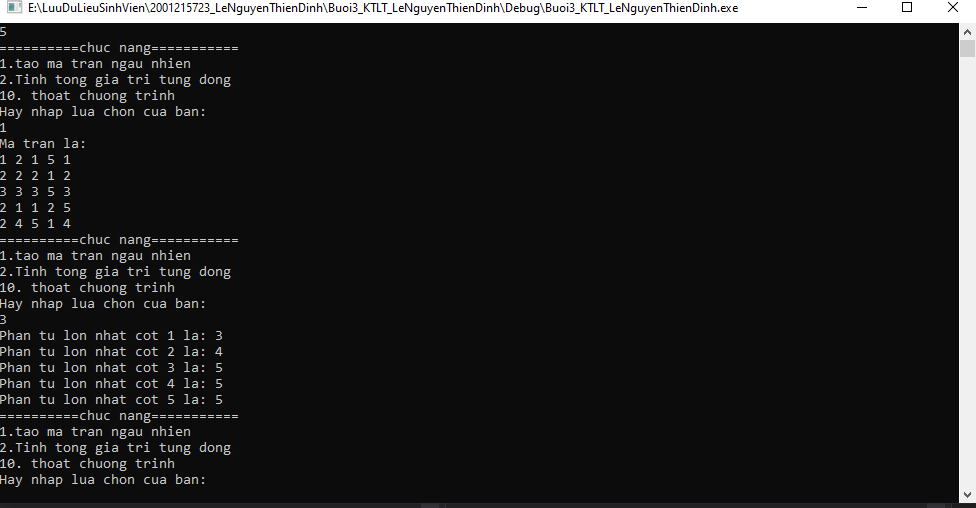 E:\LuuDuLieuSinhVien\2001215723_LeNguyenThienDinh\Buoi3_KTLT_LeNguyenThienDinh\Debug\Buoi3_KTLT_LeNguyenThienDinh.exe
5
==========chuc nang===========
1.tao ma tran ngau nhien
2.Tinh tong gia tri tung dong
10. thoat chuong trinh
Hay nhap lua chon cua ban:
1
Ma tran la:
1 2 1 5 1
2 2 2 1 2
3 3 3 5 3
2 1 1 2 5
2 4 5 1 4
==========chuc nang===========
1.tao ma tran ngau nhien
2.Tinh tong gia tri tung dong
10. thoat chuong trinh
Hay nhap lua chon cua ban:
3
Phan tu lon nhat cot 1 la: 3
Phan tu lon nhat cot 2 la: 4
Phan tu lon nhat cot 3 la: 5
Phan tu lon nhat cot 4 la: 5
Phan tu lon nhat cot 5 la: 5
==========chuc nang===========
1.tao ma tran ngau nhien
2.Tinh tong gia tri tung dong
10. thoat chuong trinh
Hay nhap lua chon cua ban: